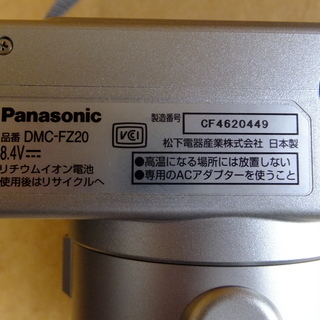 Panasonic
品番 DMC-FZ20
8.4V
リチウムイオン電池
使用後はリサイクルへ
VCI
製造番号 CF4620449
松下電器産業株式会社 日本製
●高温になる場所には放置しない
●専用のACアダプターを使うこと